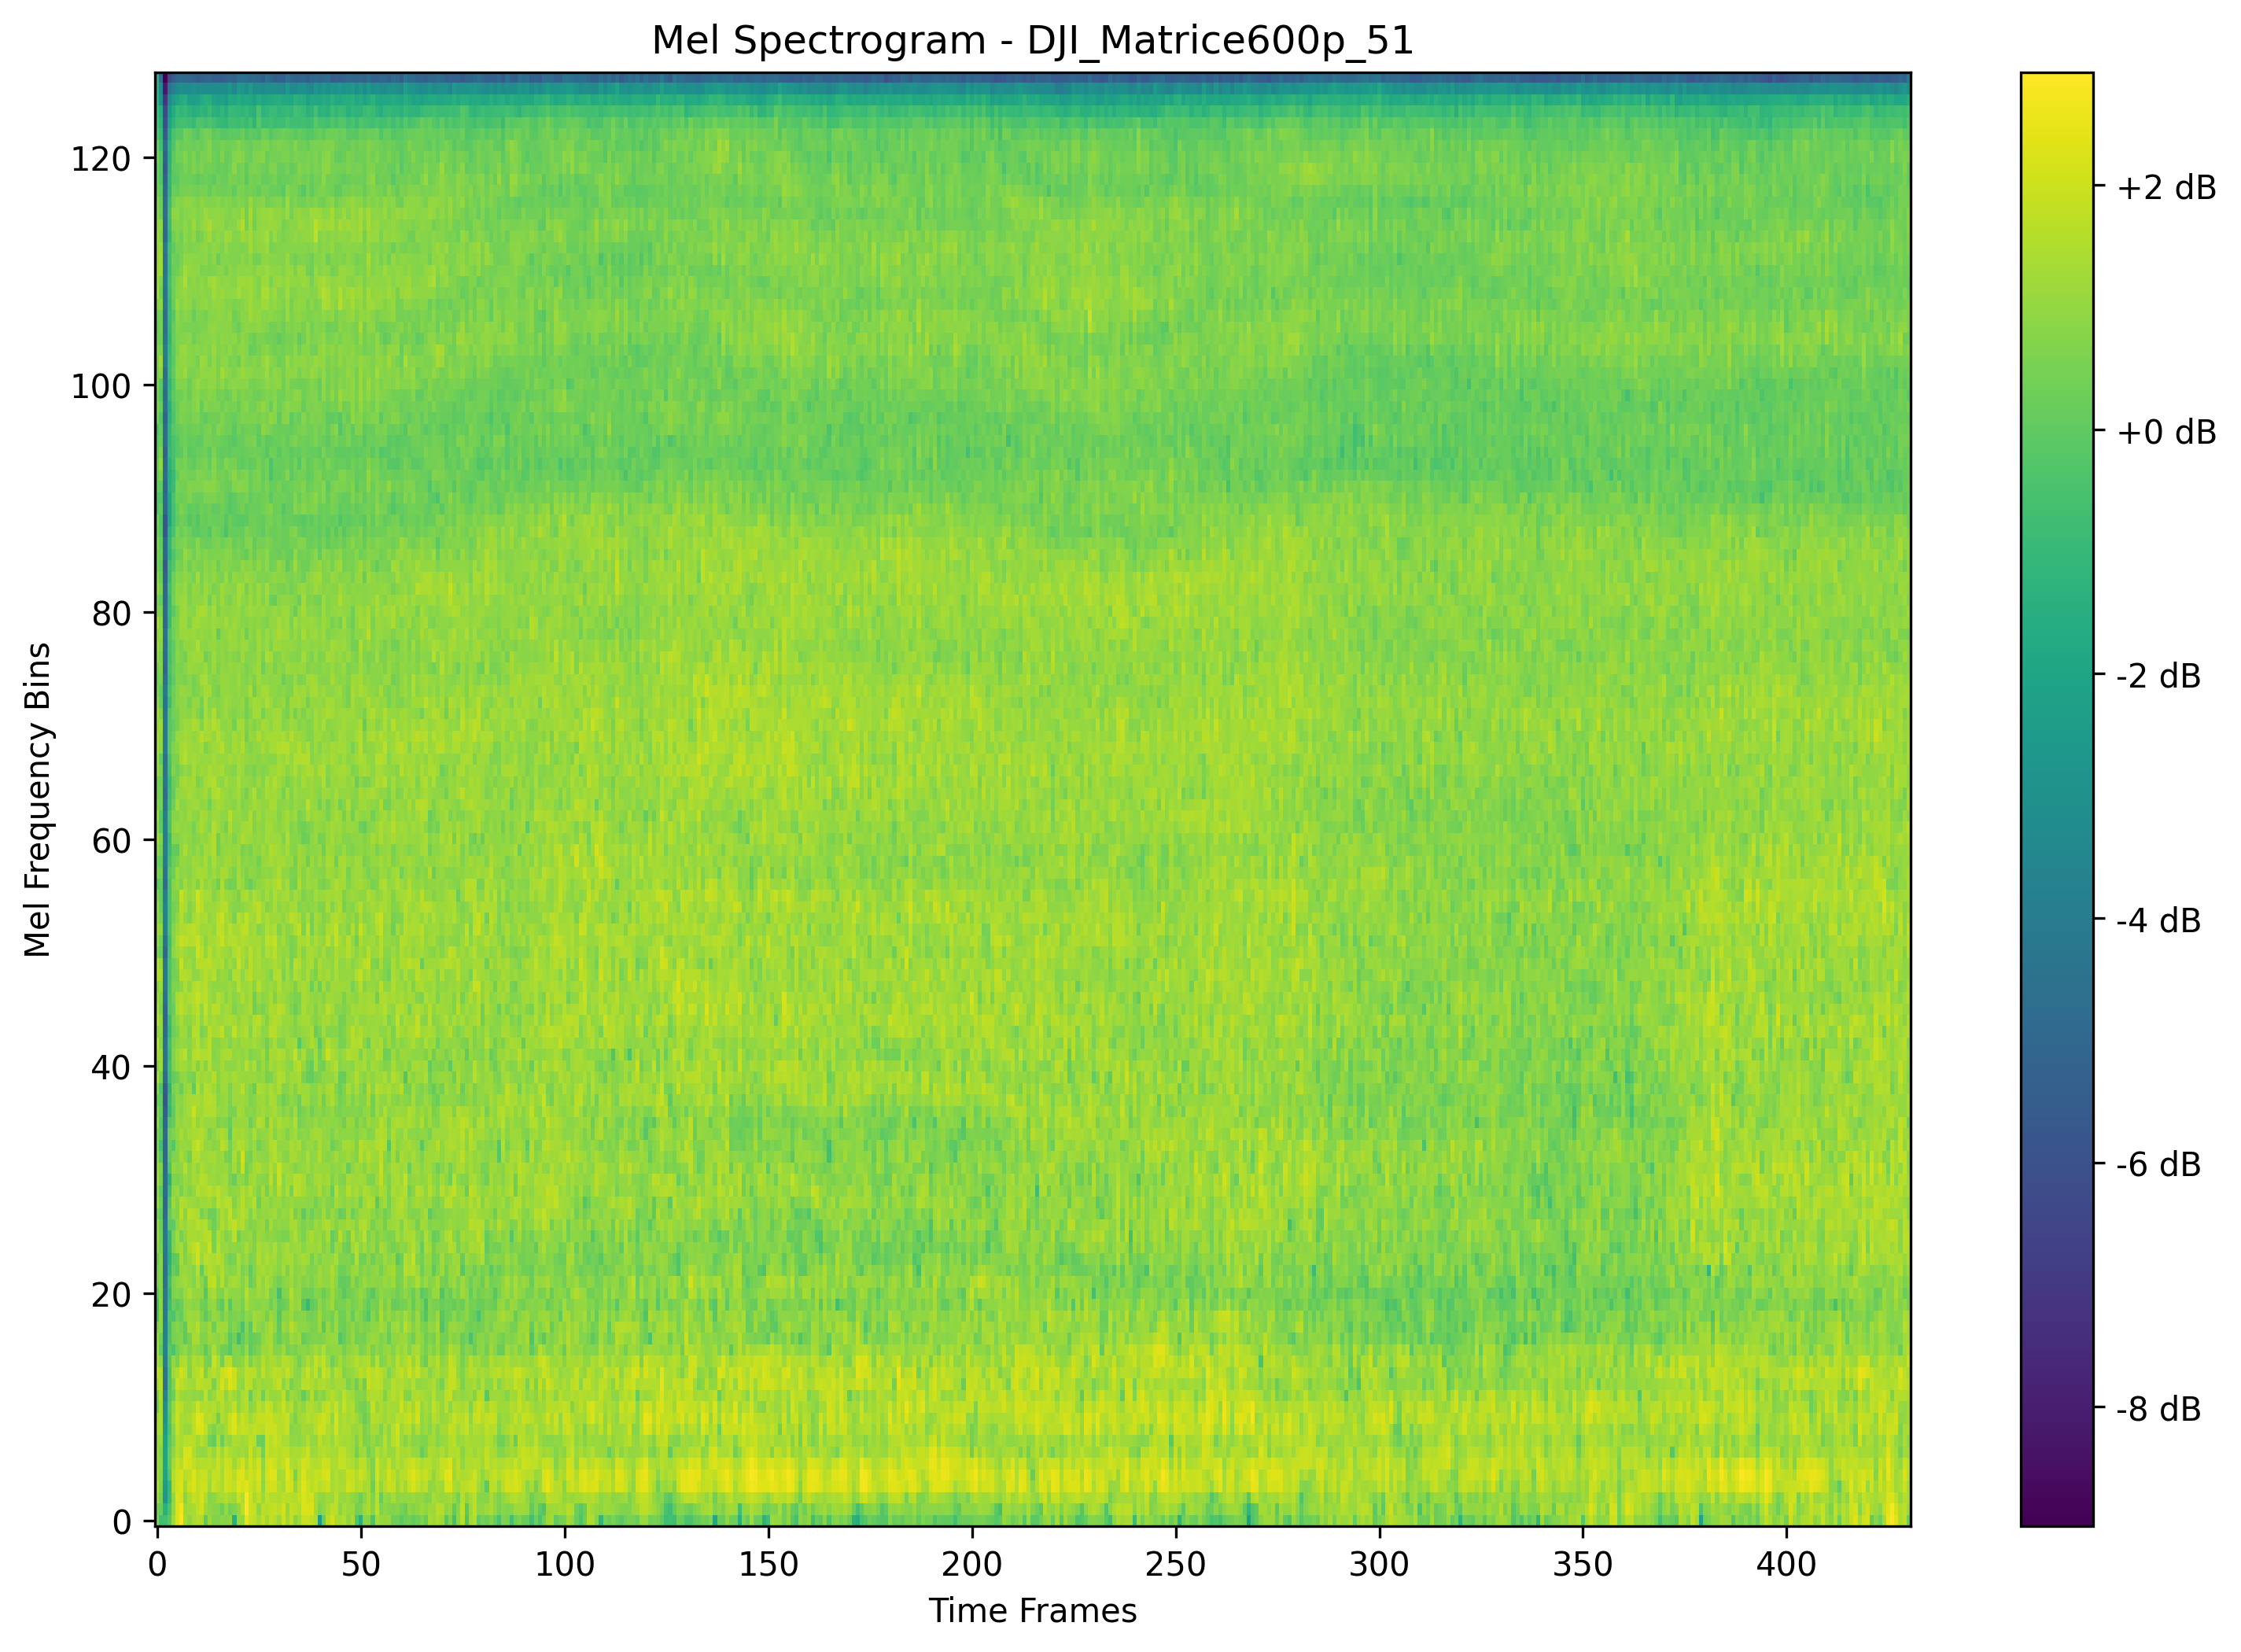 Mel Spectrogram - DJI_Matrice600p_51
Mel Frequency Bins
120
100
80
60
40
20
0
0 50 100 150 200 250 300 350 400
Time Frames
+2 dB
+0 dB
-2 dB
-4 dB
-6 dB
-8 dB